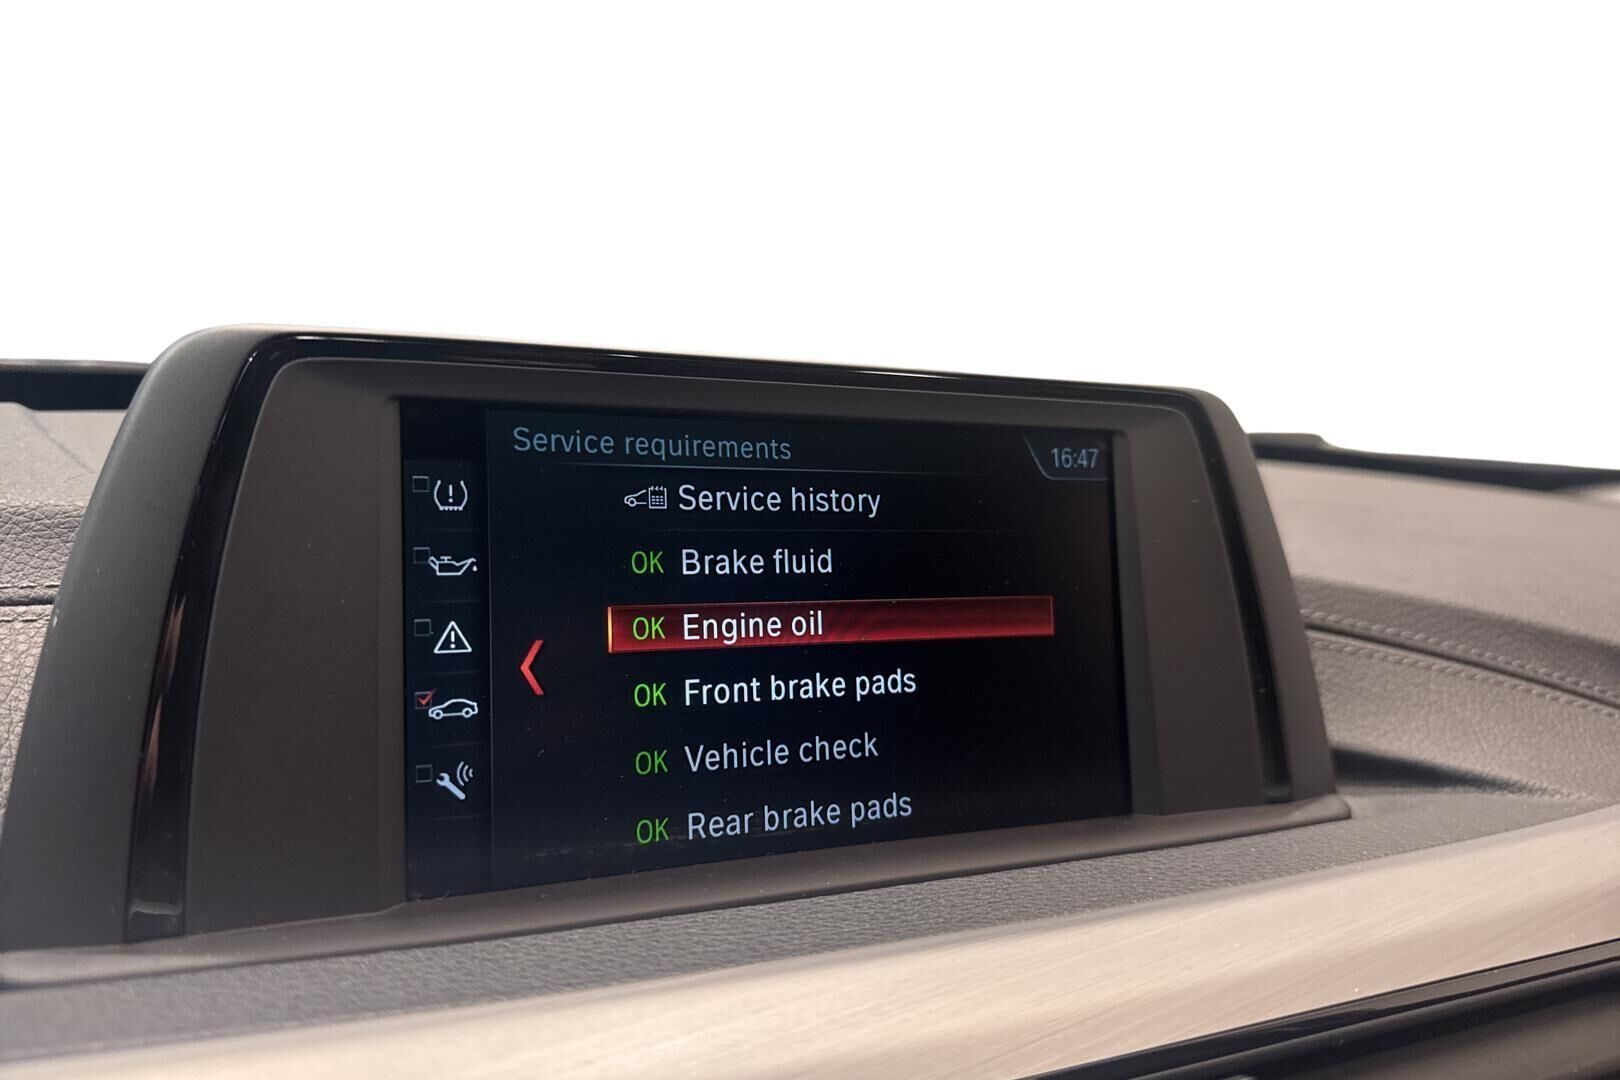 Service requirements
16:47
Service history
OK Brake fluid
OK Engine oil
OK Front brake pads
OK Vehicle check
OK Rear brake pads